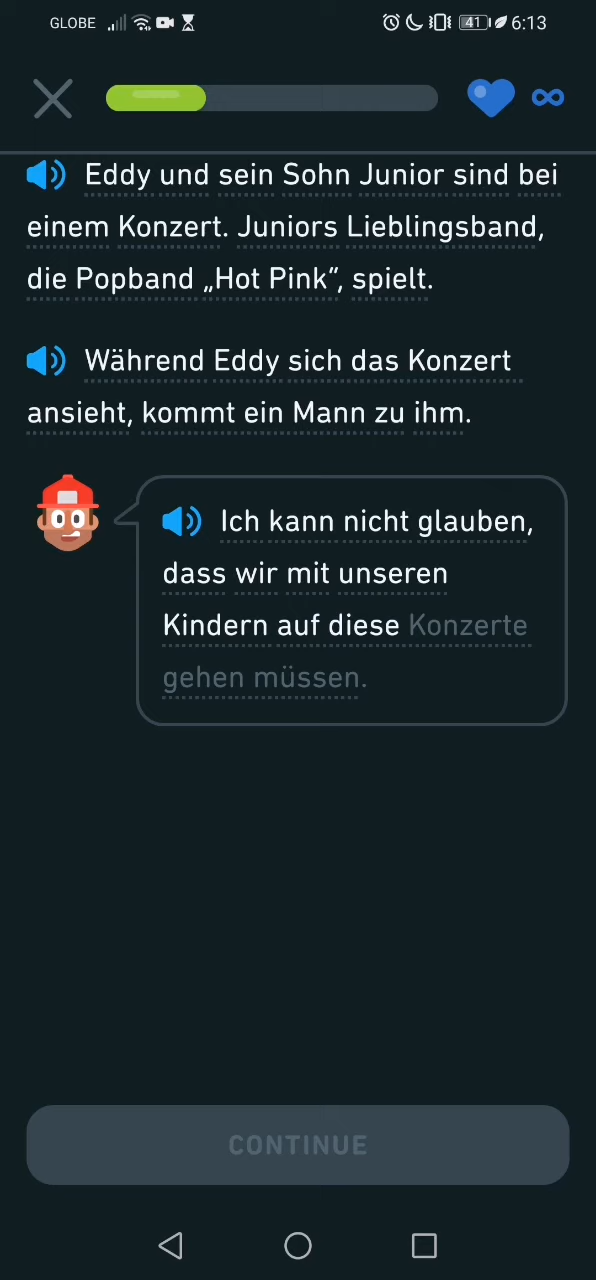 GLOBE 41 6:13
Eddy und sein Sohn Junior sind bei
einem Konzert. Juniors Lieblingsband,
die Popband „Hot Pink“, spielt.
Während Eddy sich das Konzert
ansieht, kommt ein Mann zu ihm.
Ich kann nicht glauben,
dass wir mit unseren
Kindern auf diese Konzerte
gehen müssen.
CONTINUE